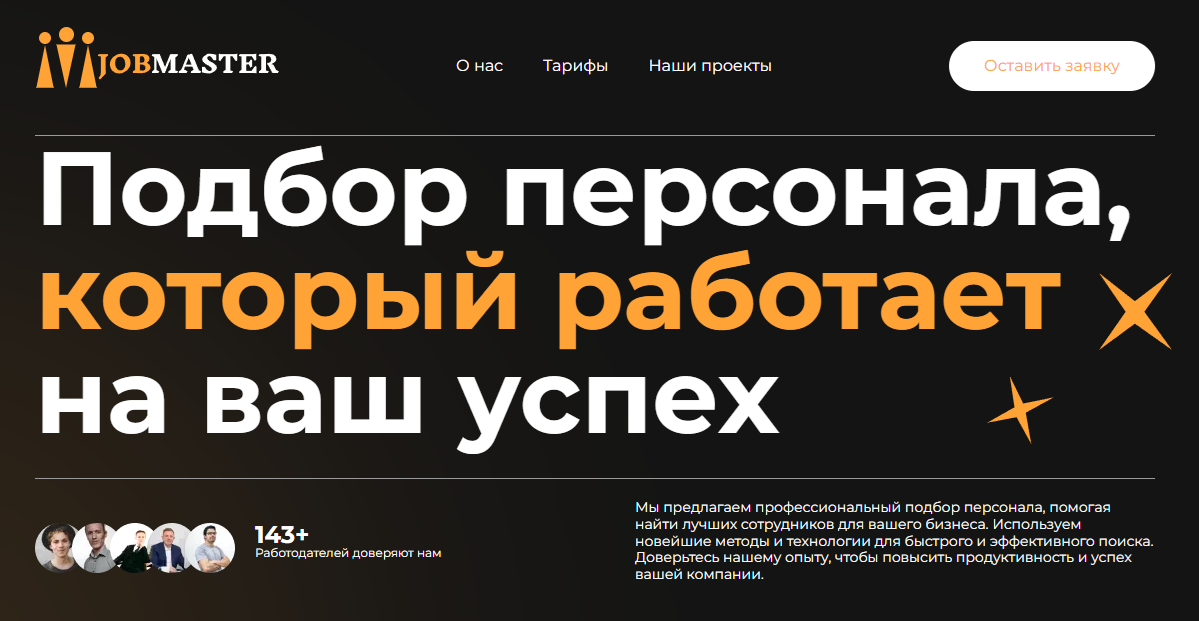 JOBMASTER
О нас
Тарифы
Наши проекты
Оставить заявку
Подбор персонала,
который работает
на ваш успех
143+
Работодателей доверяют нам
Мы предлагаем профессиональный подбор персонала, помогая
найти лучших сотрудников для вашего бизнеса. Используем
новейшие методы и технологии для быстрого и эффективного поиска.
Доверьтесь нашему опыту, чтобы повысить продуктивность и успех
вашей компании.